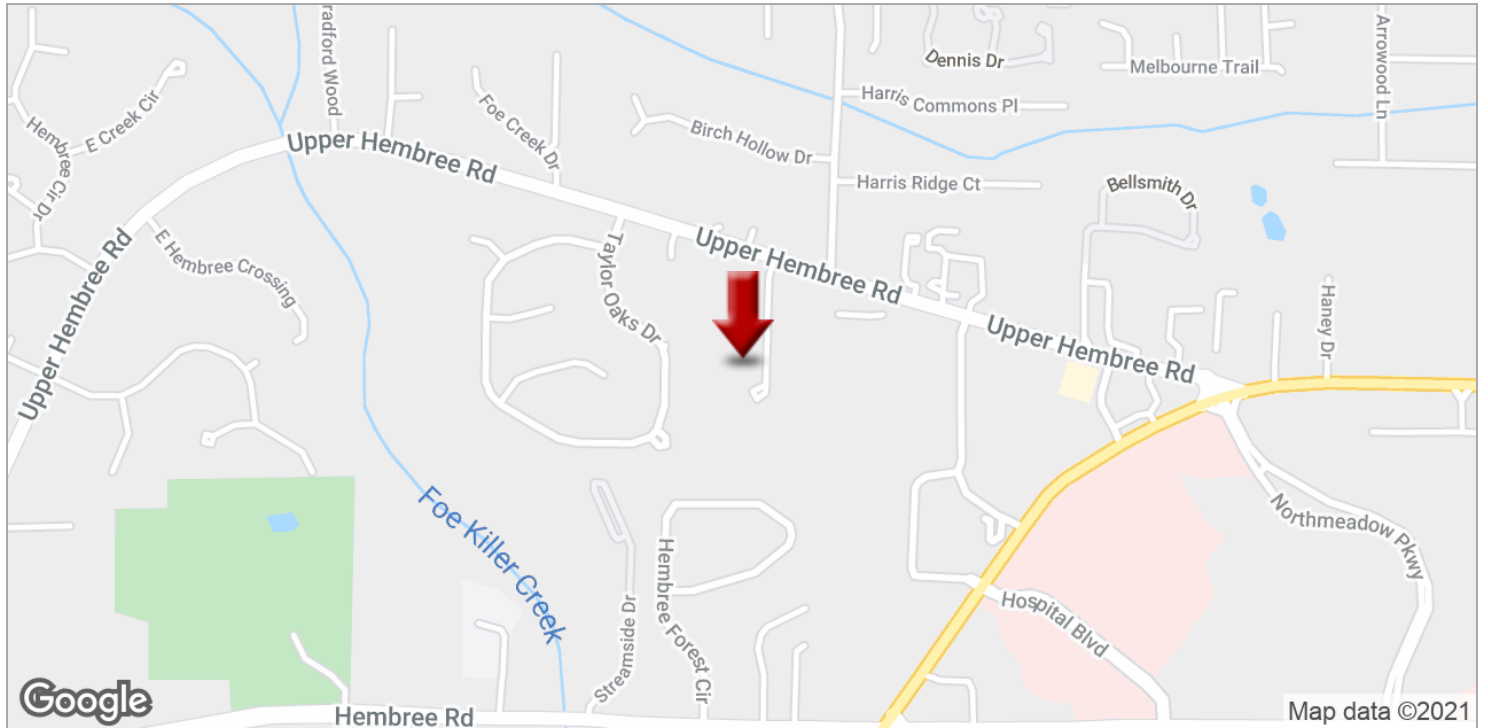 radford Wood
Dennis Dr
Melbourne Trail
Arrowood Ln
E Creek Cir
Hembree Cir Dr
Foe Creek Dr
Harris Commons Pl
Birch Hollow Dr
Upper Hembree Rd
Harris Ridge Ct
Bellsmith Dr
Upper Hembree Rd
E Hembree Crossing
Taylor Oaks Dr
Upper Hembree Rd
Upper Hembree Rd
Haney Dr
Foe Killer Creek
Northmeadow Pkwy
Streamside Dr
Hembree Forest Cir
Hospital Blvd
Google
Hembree Rd
Map data ©2021